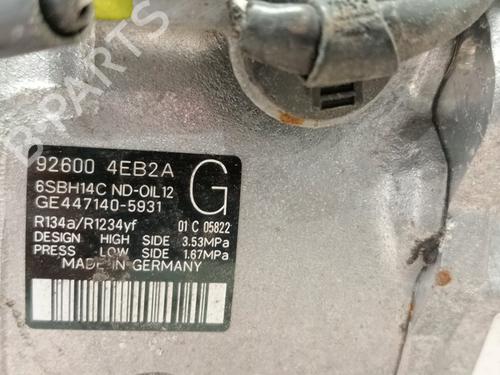 B-PARTS
92600 4EB2A
G
6SBH14C ND-OIL12
GE447140-5931
R134a/R1234yf 01 C 05822
DESIGN HIGH SIDE 3.53MPa
PRESS LOW SIDE 1.67MPa
MADE IN GERMANY